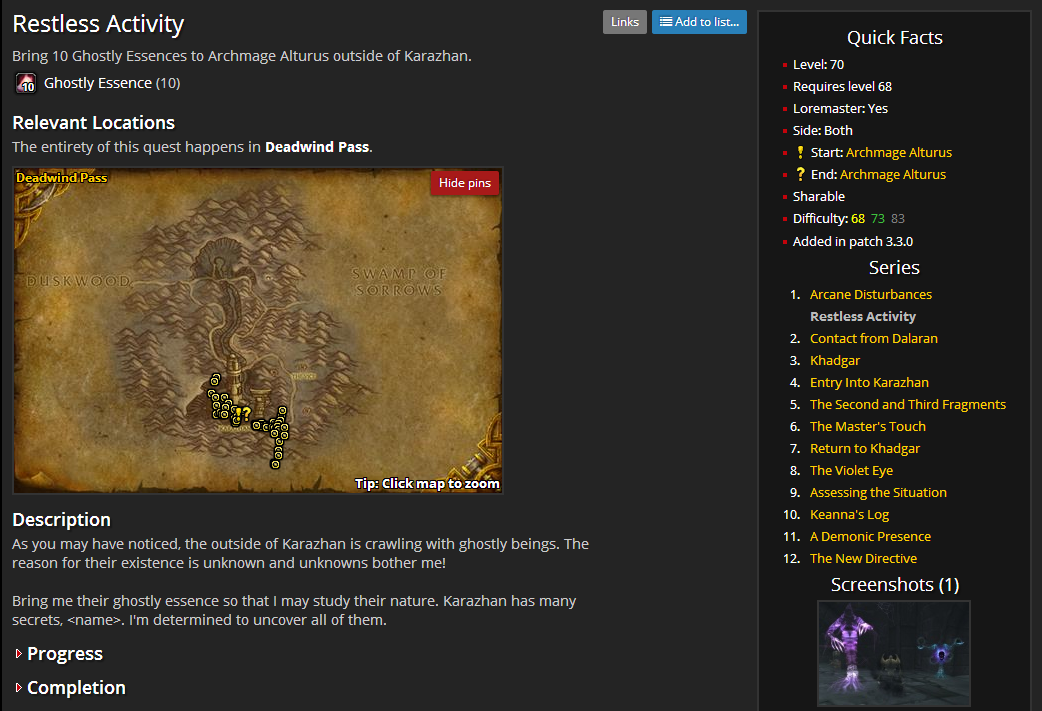 Restless Activity
Links
Add to list...
Bring 10 Ghostly Essences to Archmage Alturus outside of Karazhan.
10
Ghostly Essence (10)
Relevant Locations
The entirety of this quest happens in Deadwind Pass.
Deadwind Pass
Hide pins
DUSKWOOD
SWAMP OF
SORROWS
THE VICE
!?
Tip: Click map to zoom
Description
As you may have noticed, the outside of Karazhan is crawling with ghostly beings. The
reason for their existence is unknown and unknowns bother me!
Bring me their ghostly essence so that I may study their nature. Karazhan has many
secrets, <name>. I'm determined to uncover all of them.
Progress
Completion
Quick Facts
Level: 70
Requires level 68
Loremaster: Yes
Side: Both
! Start: Archmage Alturus
? End: Archmage Alturus
Sharable
Difficulty: 68 73 83
Added in patch 3.3.0
Series
1. Arcane Disturbances
Restless Activity
2. Contact from Dalaran
3. Khadgar
4. Entry Into Karazhan
5. The Second and Third Fragments
6. The Master's Touch
7. Return to Khadgar
8. The Violet Eye
9. Assessing the Situation
10. Keanna's Log
11. A Demonic Presence
12. The New Directive
Screenshots (1)